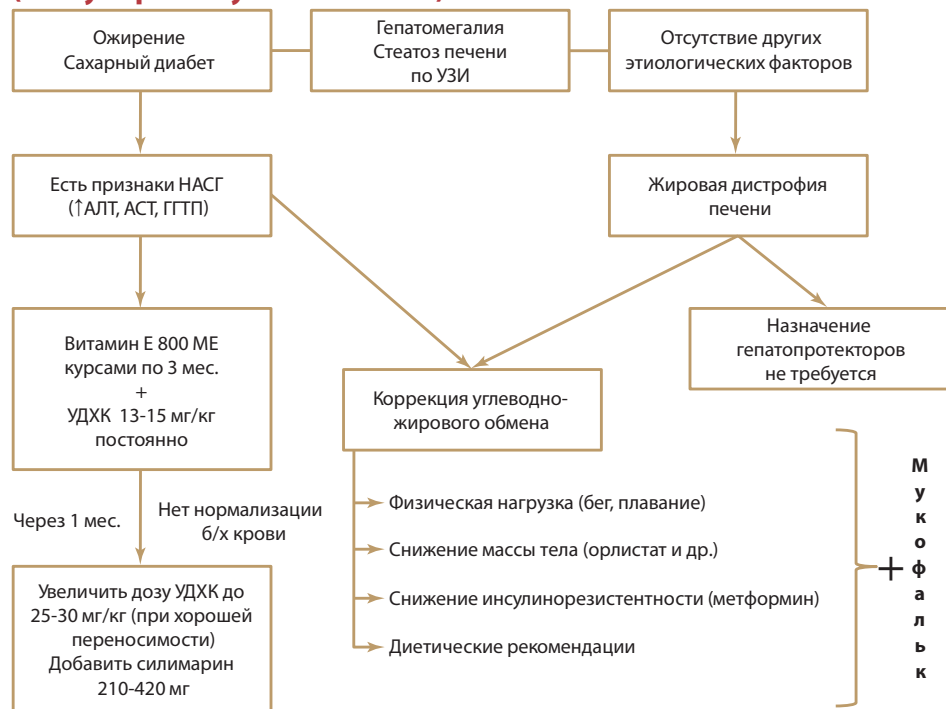 Ожирение
Сахарный диабет
Гепатомегалия
Стеатоз печени
по УЗИ
Отсутствие других
этиологических факторов
Есть признаки НАСГ
(↑АЛТ, АСТ, ГГТП)
Жировая дистрофия
печени
Витамин Е 800 МЕ
курсами по 3 мес.
+
УДХК 13-15 мг/кг
постоянно
Назначение
гепатопротекторов
не требуется
Коррекция углеводно-
жирового обмена
Через 1 мес.
Нет нормализации
б/х крови
Физическая нагрузка (бег, плавание)
Снижение массы тела (орлистат и др.)
Снижение инсулинорезистентности (метформин)
Диетические рекомендации
+
Мукофальк
Увеличить дозу УДХК до
25-30 мг/кг (при хорошей
переносимости)
Добавить силимарин
210-420 мг